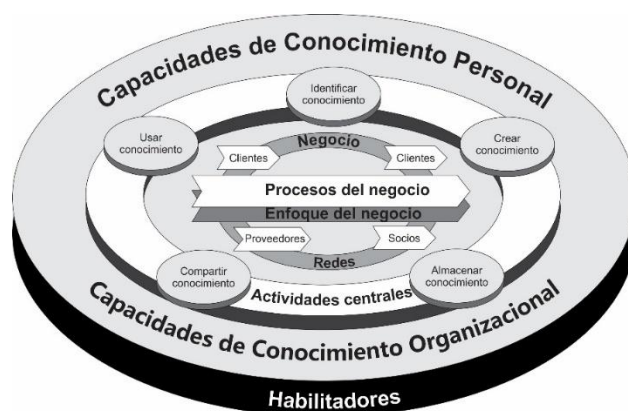 Capacidades de Conocimiento Personal
Identificar
conocimiento
Usar
conocimiento
Crear
conocimiento
Negocio
Clientes
Clientes
Procesos del negocio
Enfoque del negocio
Proveedores
Socios
Redes
Compartir
conocimiento
Almacenar
conocimiento
Actividades centrales
Capacidades de Conocimiento Organizacional
Habilitadores